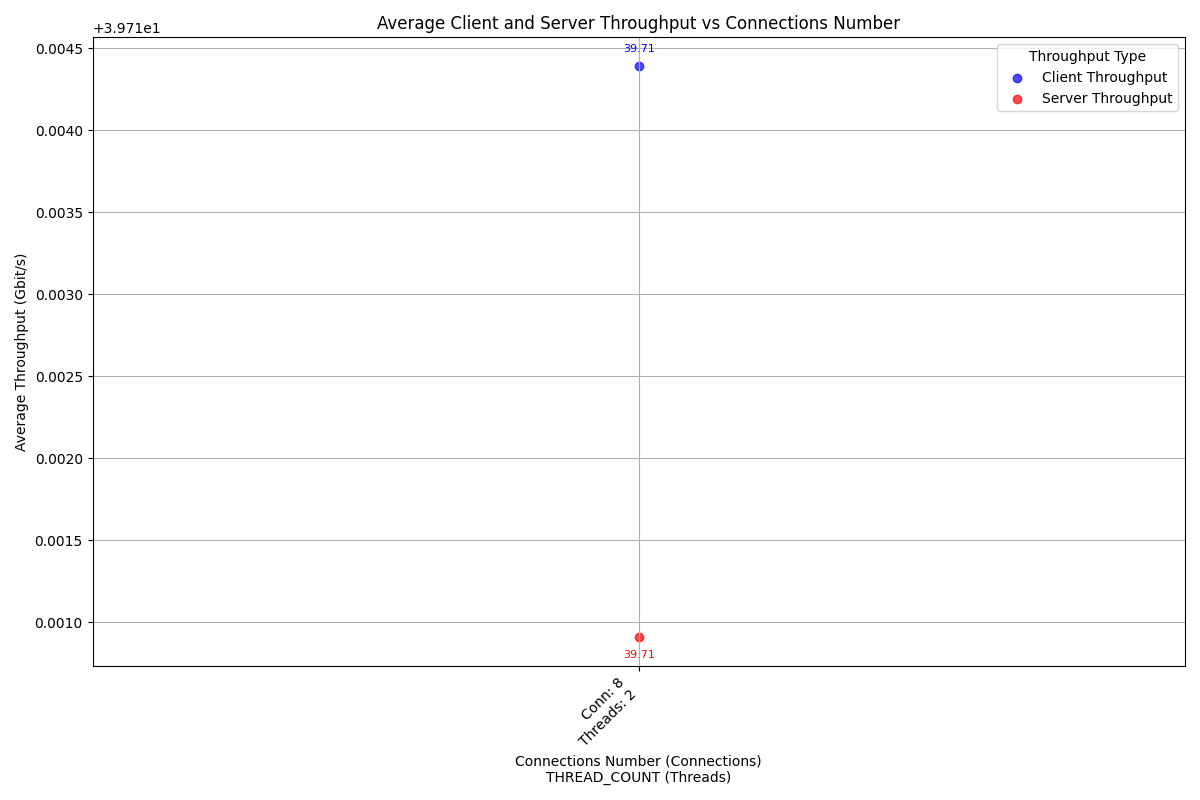 Average Client and Server Throughput vs Connections Number
+3.971e1
0.0045
0.0040
0.0035
0.0030
0.0025
0.0020
0.0015
0.0010
Average Throughput (Gbit/s)
39.71
39.71
Throughput Type
Client Throughput
Server Throughput
Conn: 8
Threads: 2
Connections Number (Connections)
THREAD_COUNT (Threads)